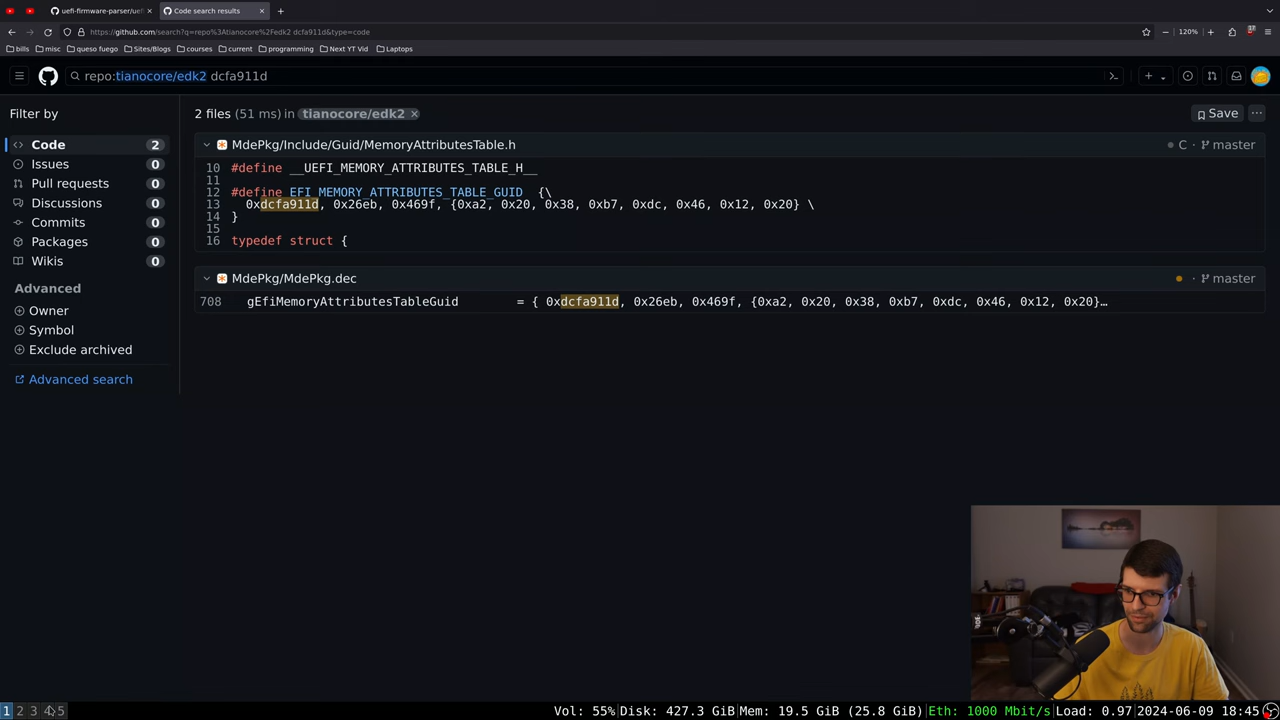 uefi-firmware-parser/uef
Code search results
https://github.com/search?q=repo%3Atianocore%2Fedk2 dcfa911d&type=code
120%
bills
misc
queso fuego
Sites/Blogs
courses
current
programming
Next YT Vid
Laptops
repo:tianocore/edk2 dcfa911d
Filter by
Code 2
Issues 0
Pull requests 0
Discussions 0
Commits 0
Packages 0
Wikis 0
Advanced
Owner
Symbol
Exclude archived
Advanced search
2 files (51 ms) in tianocore/edk2
Save
MdePkg/Include/Guid/MemoryAttributesTable.h
C master
10 #define __UEFI_MEMORY_ATTRIBUTES_TABLE_H__
11
12 #define EFI_MEMORY_ATTRIBUTES_TABLE_GUID {\
13 0xdcfa911d, 0x26eb, 0x469f, {0xa2, 0x20, 0x38, 0xb7, 0xdc, 0x46, 0x12, 0x20} \
14 }
15
16 typedef struct {
MdePkg/MdePkg.dec
master
708 gEfiMemoryAttributesTableGuid = { 0xdcfa911d, 0x26eb, 0x469f, {0xa2, 0x20, 0x38, 0xb7, 0xdc, 0x46, 0x12, 0x20}…
1 2 3 4 5
Vol: 55% Disk: 427.3 GiB Mem: 19.5 GiB (25.8 GiB) Eth: 1000 Mbit/s Load: 0.97 2024-06-09 18:45